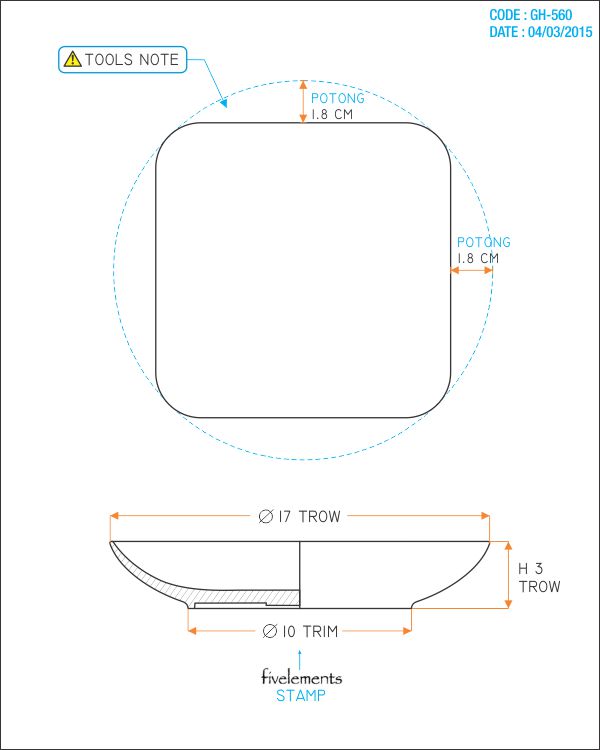 CODE : GH-560
DATE : 04/03/2015
TOOLS NOTE
POTONG
1.8 CM
POTONG
1.8 CM
∅ 17 TROW
H 3
TROW
∅ 10 TRIM
fivelements
STAMP